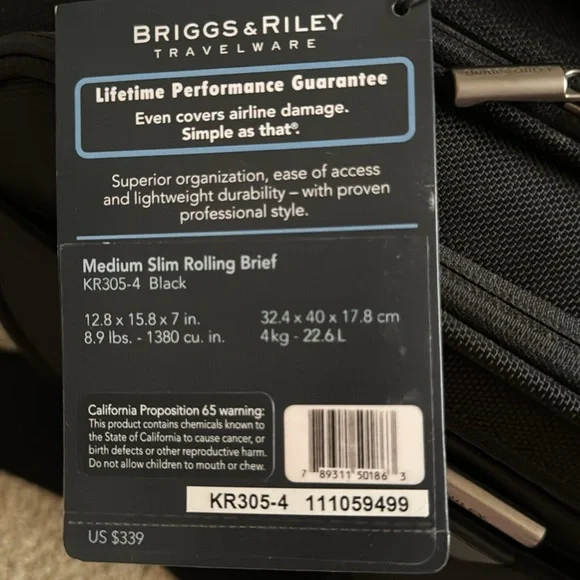 BRIGGS & RILEY
TRAVELWARE
Lifetime Performance Guarantee
Even covers airline damage.
Simple as that®.
Superior organization, ease of access
and lightweight durability – with proven
professional style.
Medium Slim Rolling Brief
KR305-4 Black
12.8 x 15.8 x 7 in.
8.9 lbs. - 1380 cu. in.
32.4 x 40 x 17.8 cm
4kg - 22.6 L
California Proposition 65 warning:
This product contains chemicals known to
the State of California to cause cancer, or
birth defects or other reproductive harm.
Do not allow children to mouth or chew.
7 89311 50186 3
KR305-4 111059499
US $339